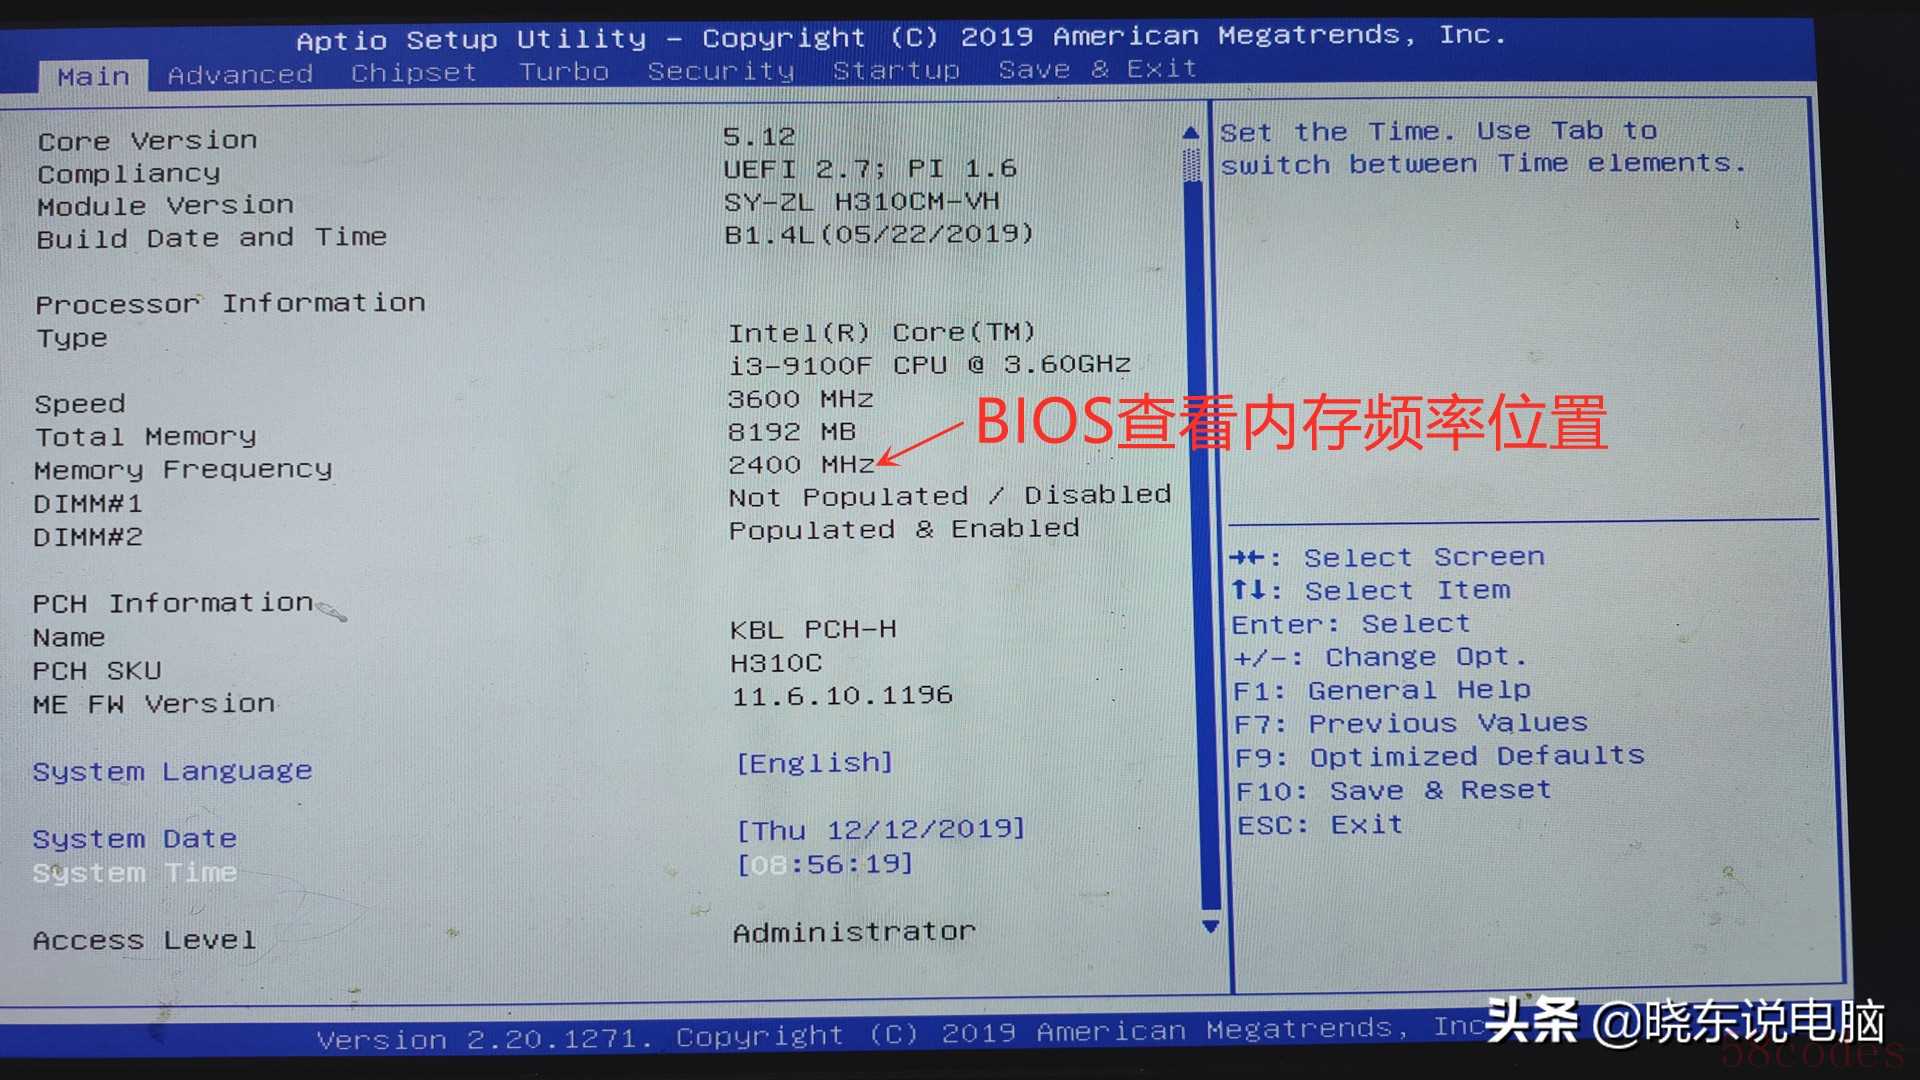 Aptio Setup Utility – Copyright (C) 2019 American Megatrends, Inc.
Main Advanced Chipset Turbo Security Startup Save & Exit
Core Version 5.12
Compliancy UEFI 2.7; PI 1.6
Module Version SY-ZL H310CM-VH
Build Date and Time B1.4L(05/22/2019)
Processor Information
Type Intel(R) Core(TM)
i3-9100F CPU @ 3.60GHz
Speed 3600 MHz
Total Memory 8192 MB
Memory Frequency 2400 MHz
BIOS查看内存频率位置
DIMM#1 Not Populated / Disabled
DIMM#2 Populated & Enabled
PCH Information
Name KBL PCH-H
PCH SKU H310C
ME FW Version 11.6.10.1196
System Language [English]
System Date [Thu 12/12/2019]
System Time [08:56:19]
Access Level Administrator
Set the Time. Use Tab to
switch between Time elements.
→←: Select Screen
↑↓: Select Item
Enter: Select
+/-: Change Opt.
F1: General Help
F7: Previous Values
F9: Optimized Defaults
F10: Save & Reset
ESC: Exit
Version 2.20.1271. Copyright (C) 2019 American Megatrends, Inc
头条 @晓东说电脑
58codes